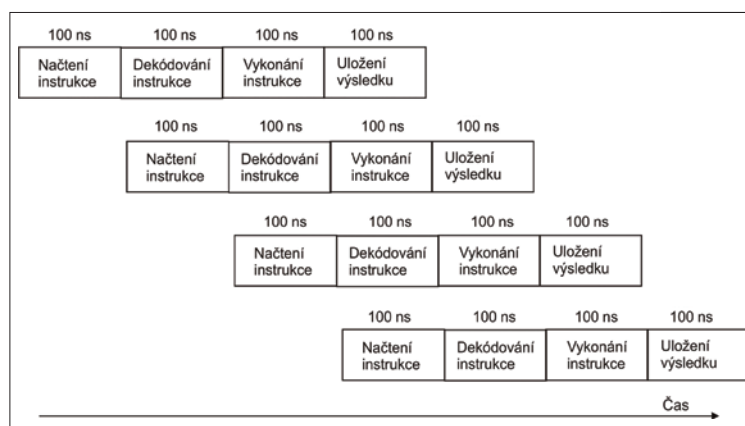 100 ns 100 ns 100 ns 100 ns
Načtení Dekódování Vykonání Uložení
instrukce instrukce instrukce výsledku
100 ns 100 ns 100 ns 100 ns
Načtení Dekódování Vykonání Uložení
instrukce instrukce instrukce výsledku
100 ns 100 ns 100 ns 100 ns
Načtení Dekódování Vykonání Uložení
instrukce instrukce instrukce výsledku
100 ns 100 ns 100 ns 100 ns
Načtení Dekódování Vykonání Uložení
instrukce instrukce instrukce výsledku
Čas